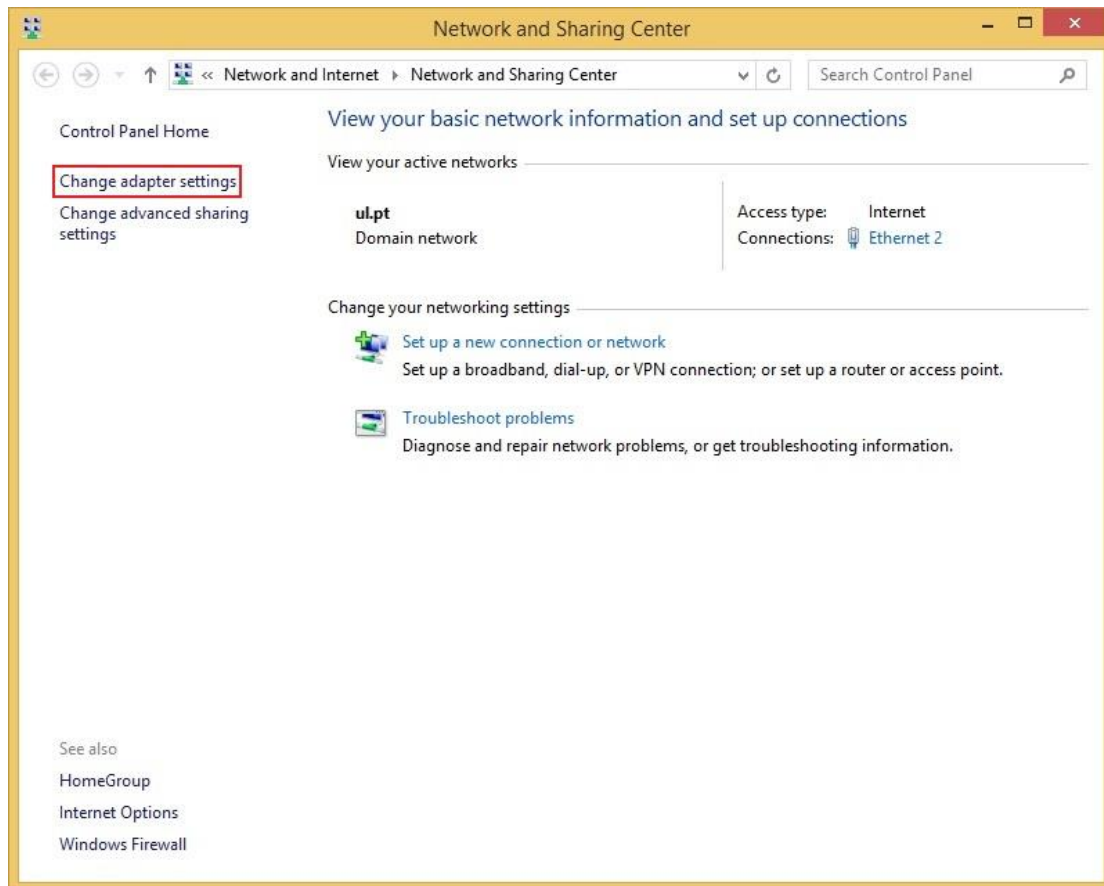 Network and Sharing Center
« Network and Internet ▸ Network and Sharing Center
Search Control Panel
Control Panel Home
Change adapter settings
Change advanced sharing
settings
View your basic network information and set up connections
View your active networks
ul.pt
Domain network
Access type: Internet
Connections: Ethernet 2
Change your networking settings
Set up a new connection or network
Set up a broadband, dial-up, or VPN connection; or set up a router or access point.
Troubleshoot problems
Diagnose and repair network problems, or get troubleshooting information.
See also
HomeGroup
Internet Options
Windows Firewall